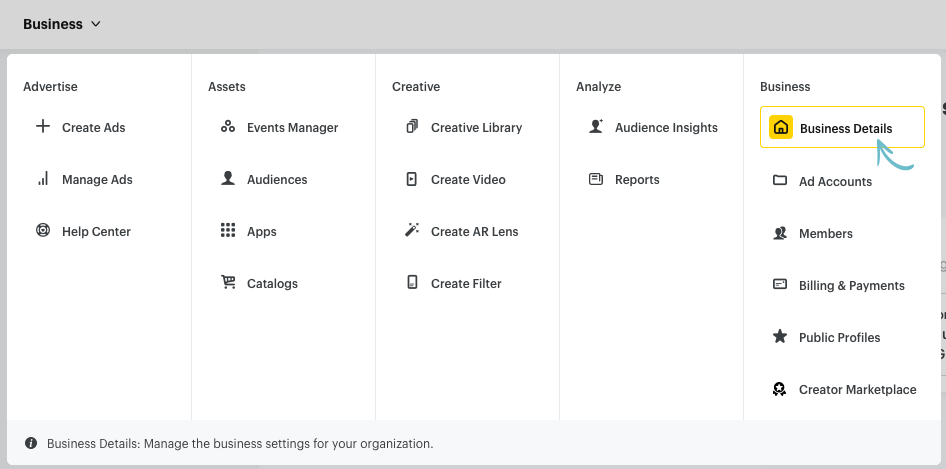 Business
Advertise
Create Ads
Manage Ads
Help Center
Assets
Events Manager
Audiences
Apps
Catalogs
Creative
Creative Library
Create Video
Create AR Lens
Create Filter
Analyze
Audience Insights
Reports
Business
Business Details
Ad Accounts
Members
Billing & Payments
Public Profiles
Creator Marketplace
Business Details: Manage the business settings for your organization.